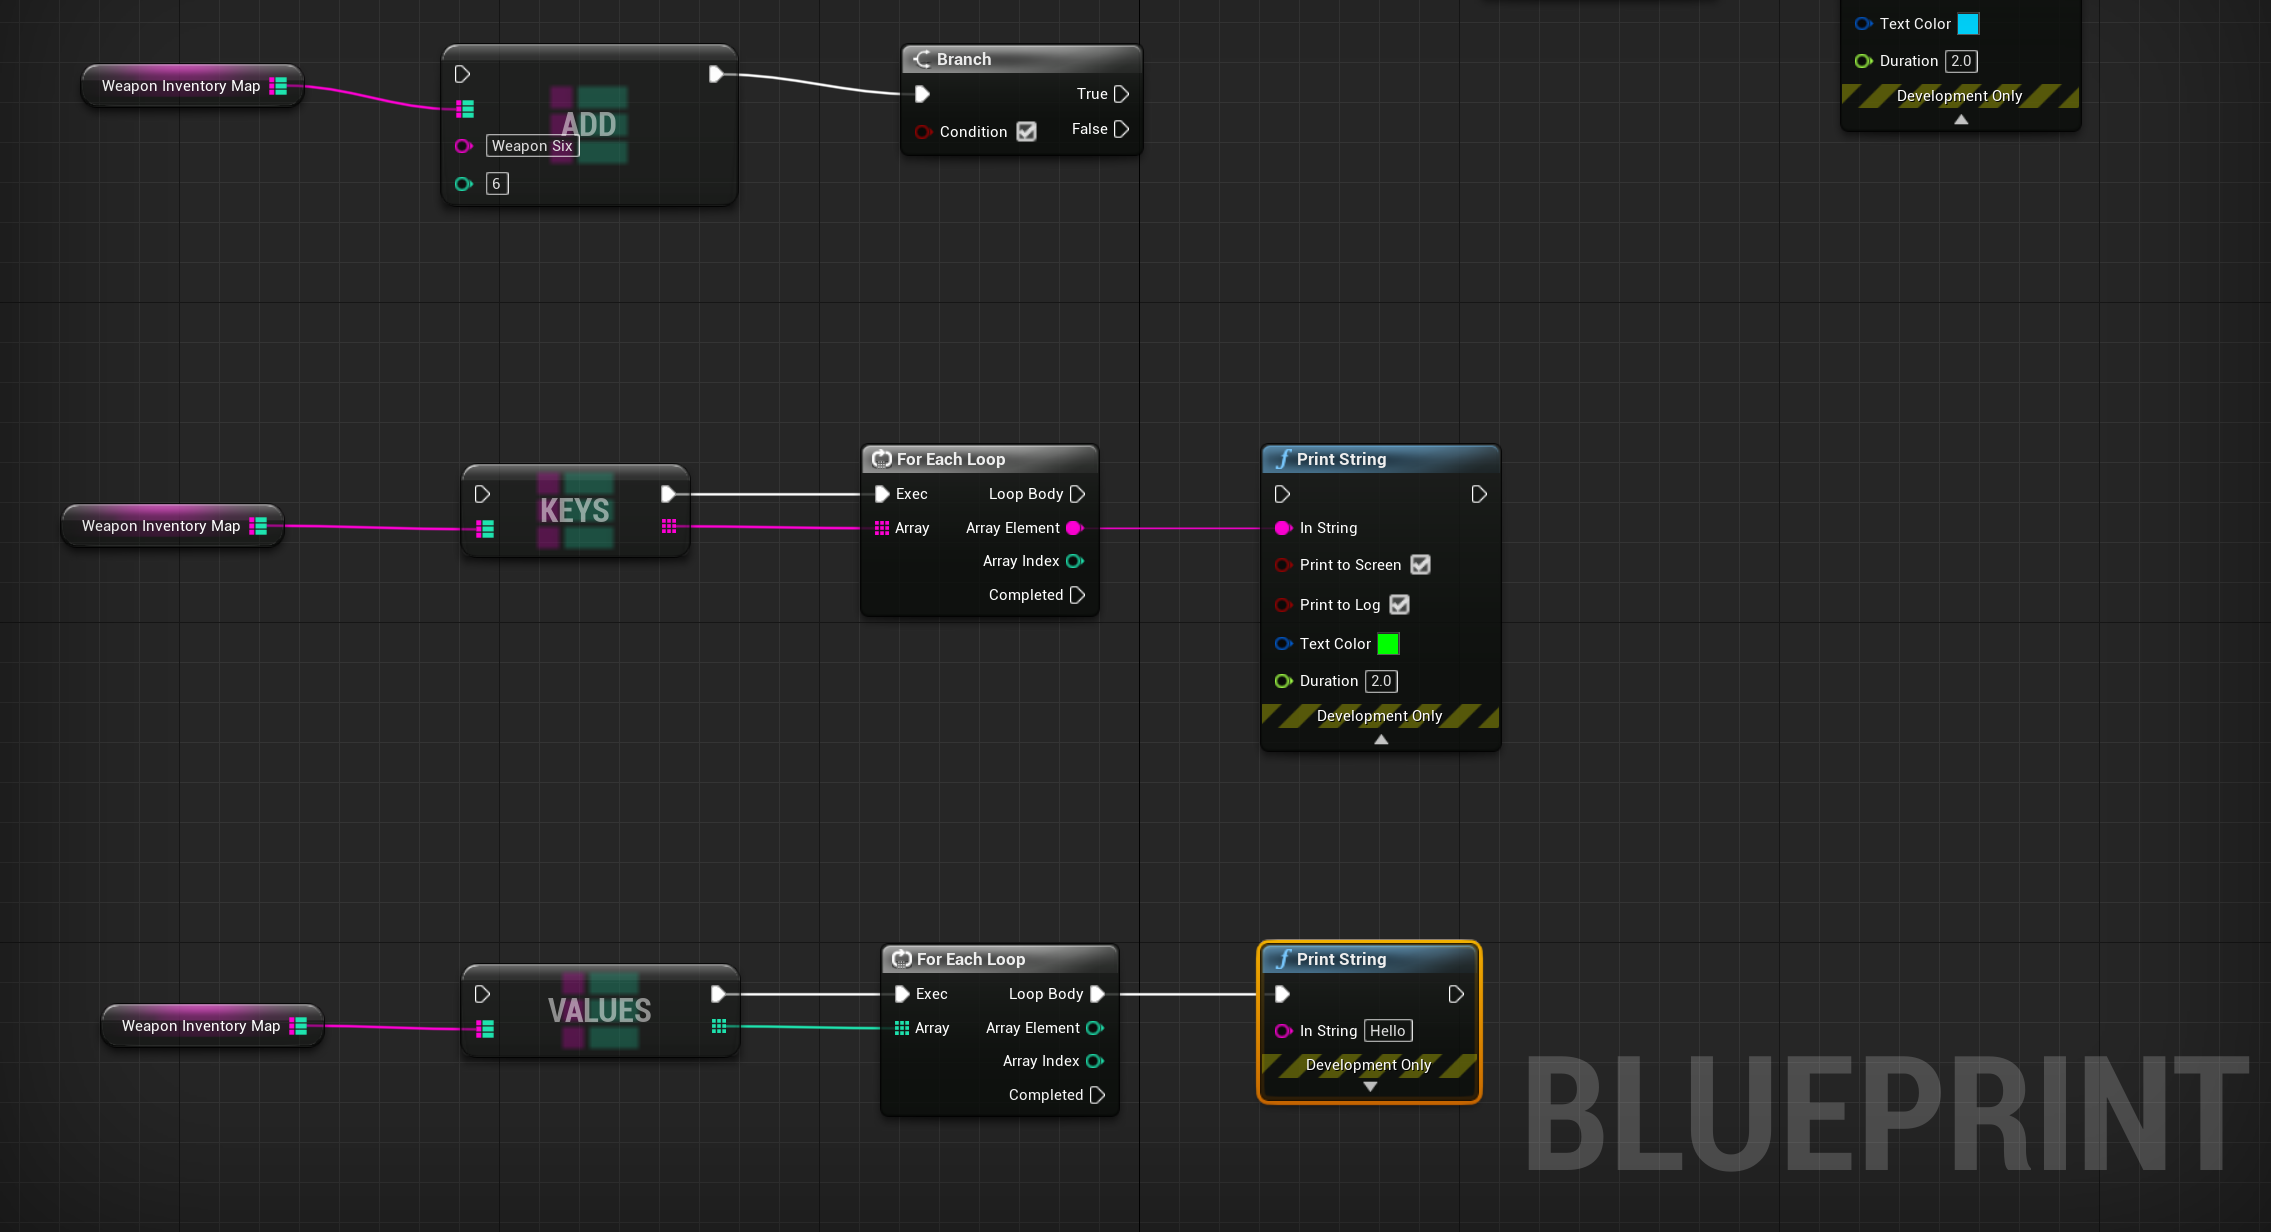 Text Color
Duration 2.0
Development Only
Weapon Inventory Map
ADD
Weapon Six
6
Branch
True
Condition
False
Weapon Inventory Map
KEYS
For Each Loop
Exec
Loop Body
Array
Array Element
Array Index
Completed
Print String
In String
Print to Screen
Print to Log
Text Color
Duration 2.0
Development Only
Weapon Inventory Map
VALUES
For Each Loop
Exec
Loop Body
Array
Array Element
Array Index
Completed
Print String
In String Hello
Development Only
BLUEPRINT